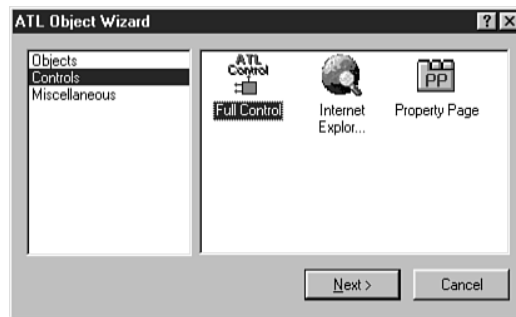 ATL Object Wizard
Objects
Controls
Miscellaneous
ATL
Control
Full Control
Internet
Explor...
PP
Property Page
Next >
Cancel